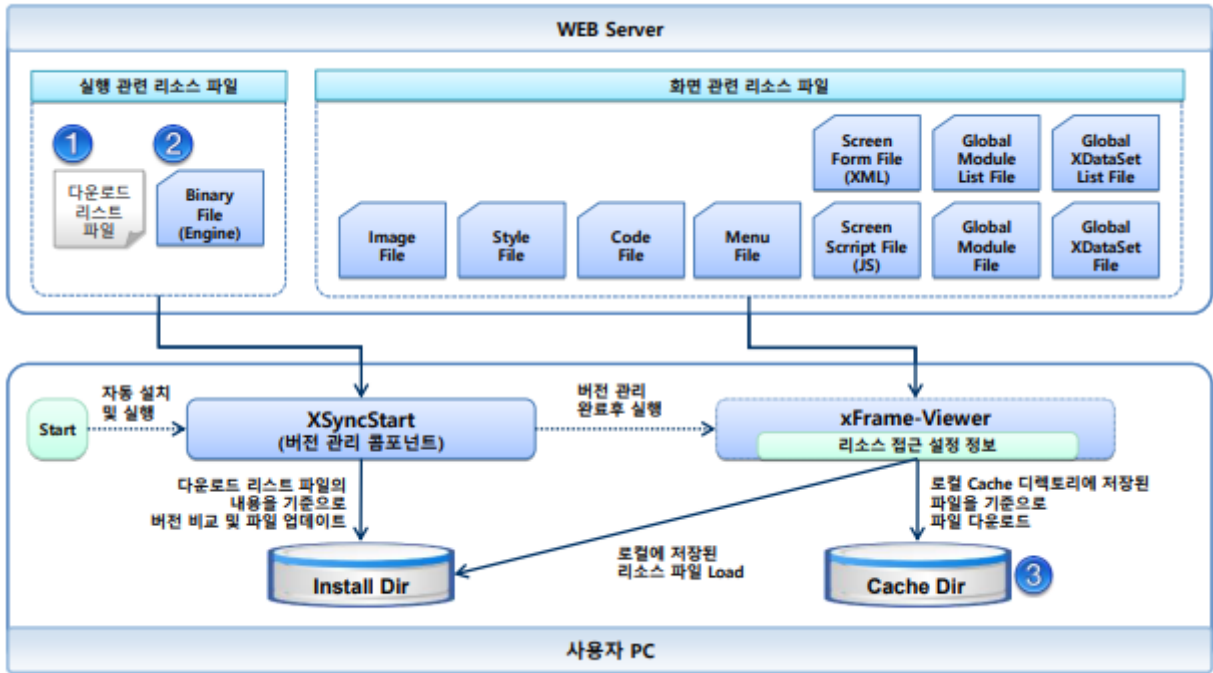 WEB Server
실행 관련 리소스 파일
화면 관련 리소스 파일
1
2
다운로드
리스트
파일
Binary
File
(Engine)
Image
File
Style
File
Code
File
Menu
File
Screen
Form File
(XML)
Global
Module
List File
Global
XDataSet
List File
Screen
Scrript File
(JS)
Global
Module
File
Global
XDataSet
File
Start
자동 설치
및 실행
XSyncStart
(버전 관리 콤포넌트)
버전 관리
완료후 실행
xFrame-Viewer
리소스 접근 설정 정보
다운로드 리스트 파일의
내용을 기준으로
버전 비교 및 파일 업데이트
로컬 Cache 디렉토리에 저장된
파일을 기준으로
파일 다운로드
로컬에 저장된
리소스 파일 Load
Install Dir
Cache Dir
3
사용자 PC